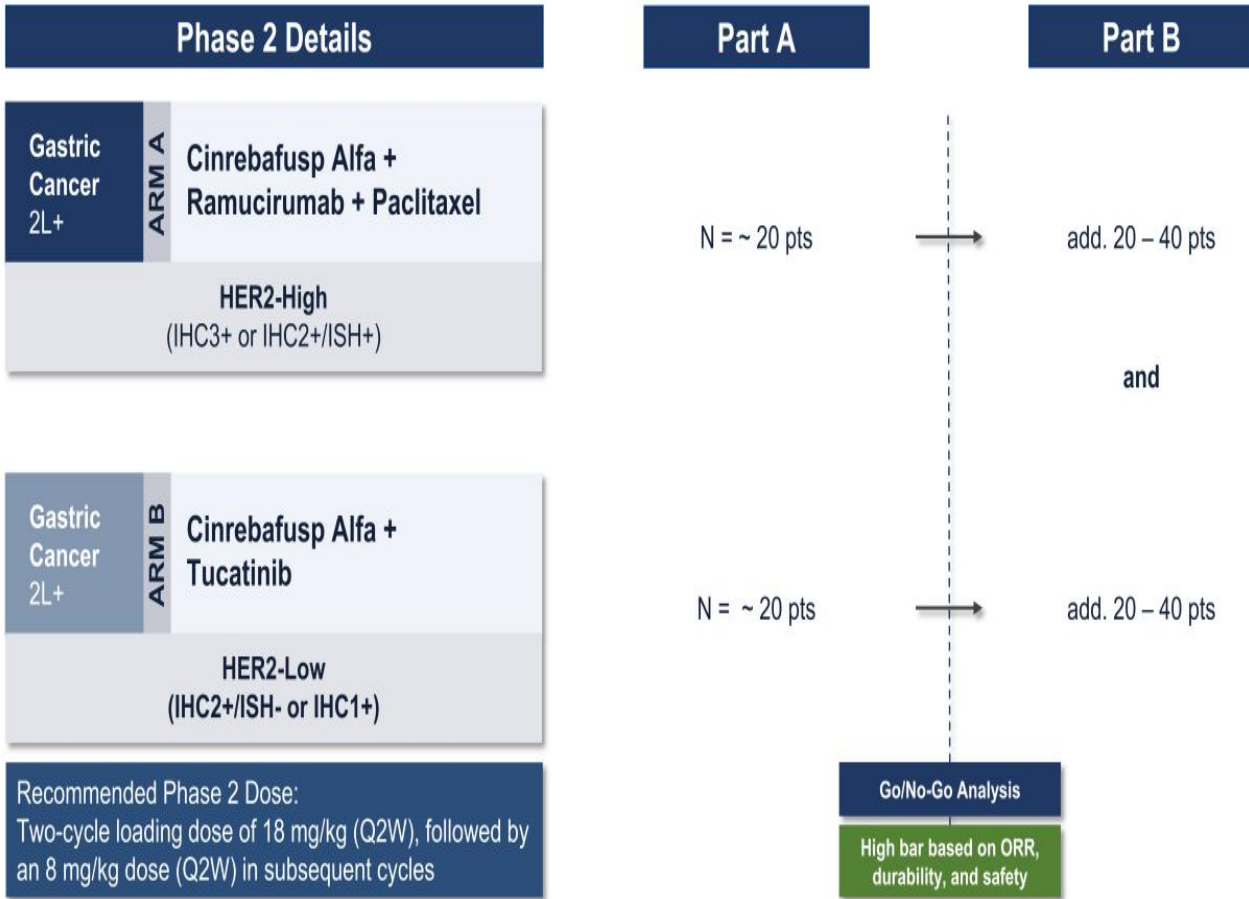 Phase 2 Details
Part A
Part B
Gastric
Cancer
2L+
ARM A
Cinrebafusp Alfa +
Ramucirumab + Paclitaxel
HER2-High
(IHC3+ or IHC2+/ISH+)
N = ~ 20 pts
add. 20 – 40 pts
and
Gastric
Cancer
2L+
ARM B
Cinrebafusp Alfa +
Tucatinib
HER2-Low
(IHC2+/ISH- or IHC1+)
N = ~ 20 pts
add. 20 – 40 pts
Recommended Phase 2 Dose:
Two-cycle loading dose of 18 mg/kg (Q2W), followed by
an 8 mg/kg dose (Q2W) in subsequent cycles
Go/No-Go Analysis
High bar based on ORR,
durability, and safety